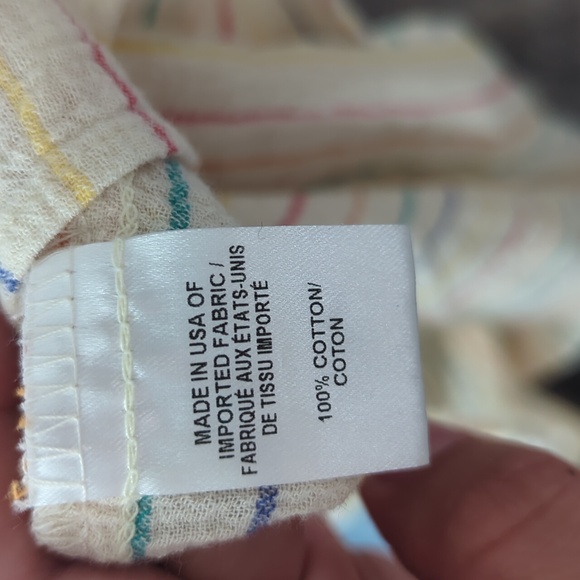 MADE IN USA OF
IMPORTED FABRIC /
FABRIQUÉ AUX ÉTATS-UNIS
DE TISSU IMPORTÉ
100% COTTON/
COTON